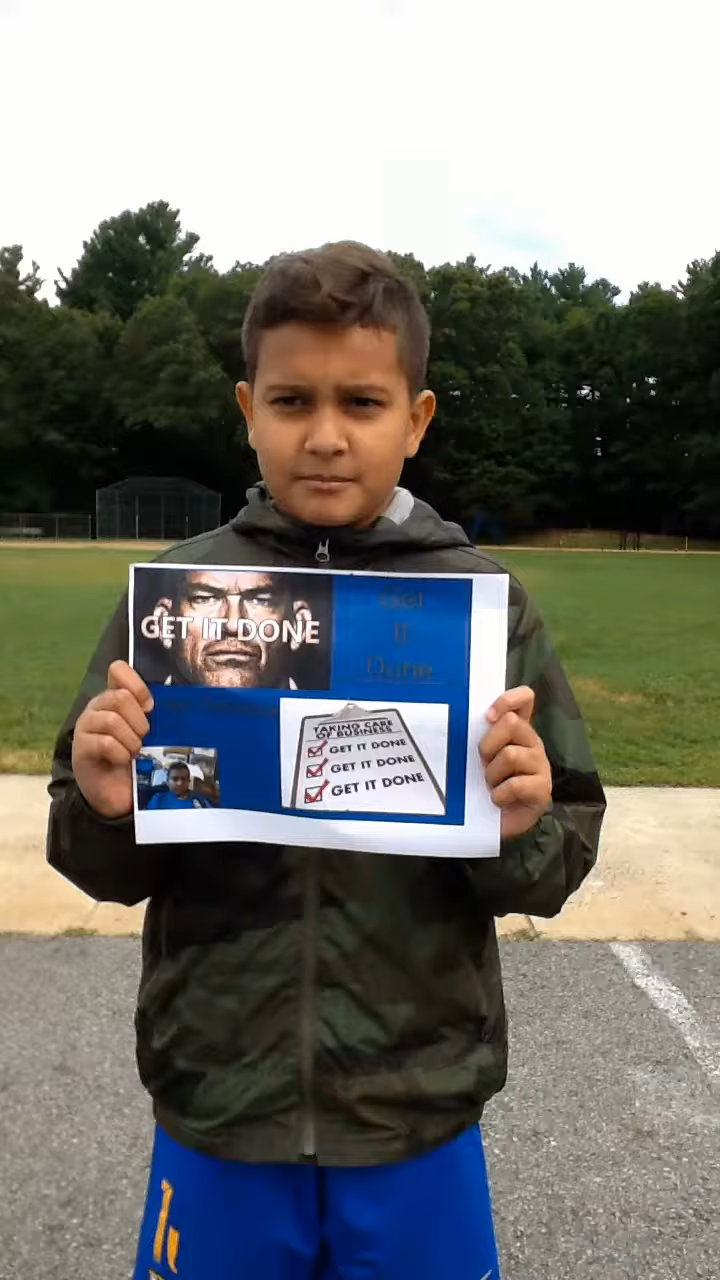 GET IT DONE
Get
It
Done
TAKING CARE
OF BUSINESS
GET IT DONE
GET IT DONE
GET IT DONE